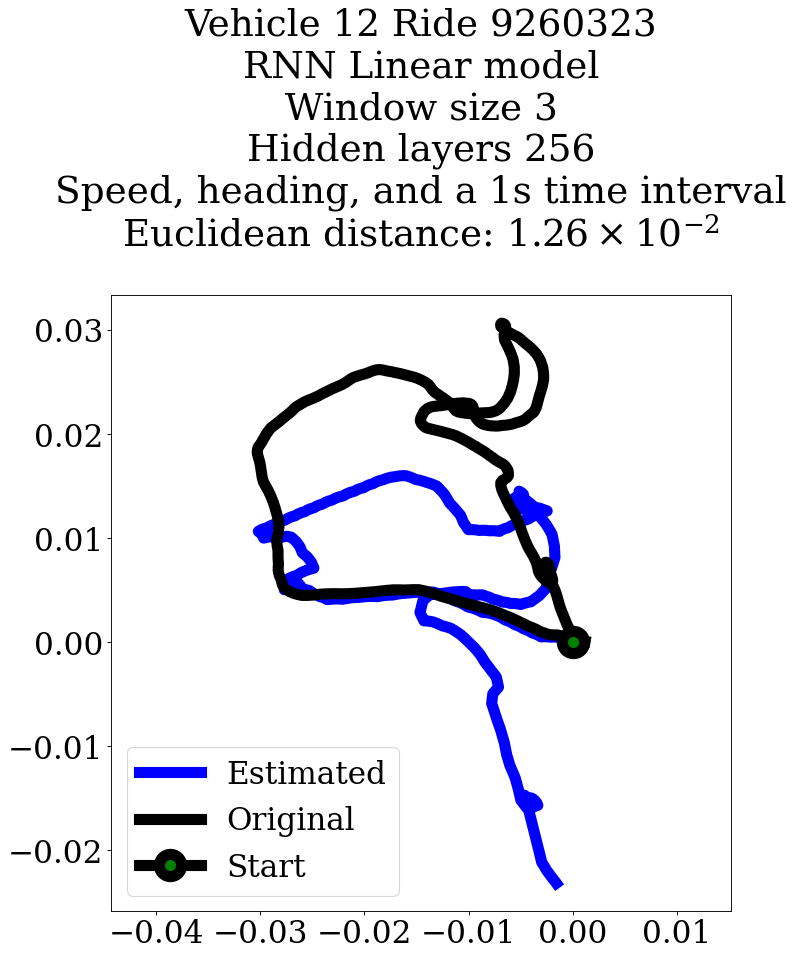 Vehicle 12 Ride 9260323
RNN Linear model
Window size 3
Hidden layers 256
Speed, heading, and a 1s time interval
Euclidean distance: 1.26 × 10⁻²
0.03
0.02
0.01
0.00
−0.01
−0.02
Estimated
Original
Start
−0.04 −0.03 −0.02 −0.01 0.00 0.01